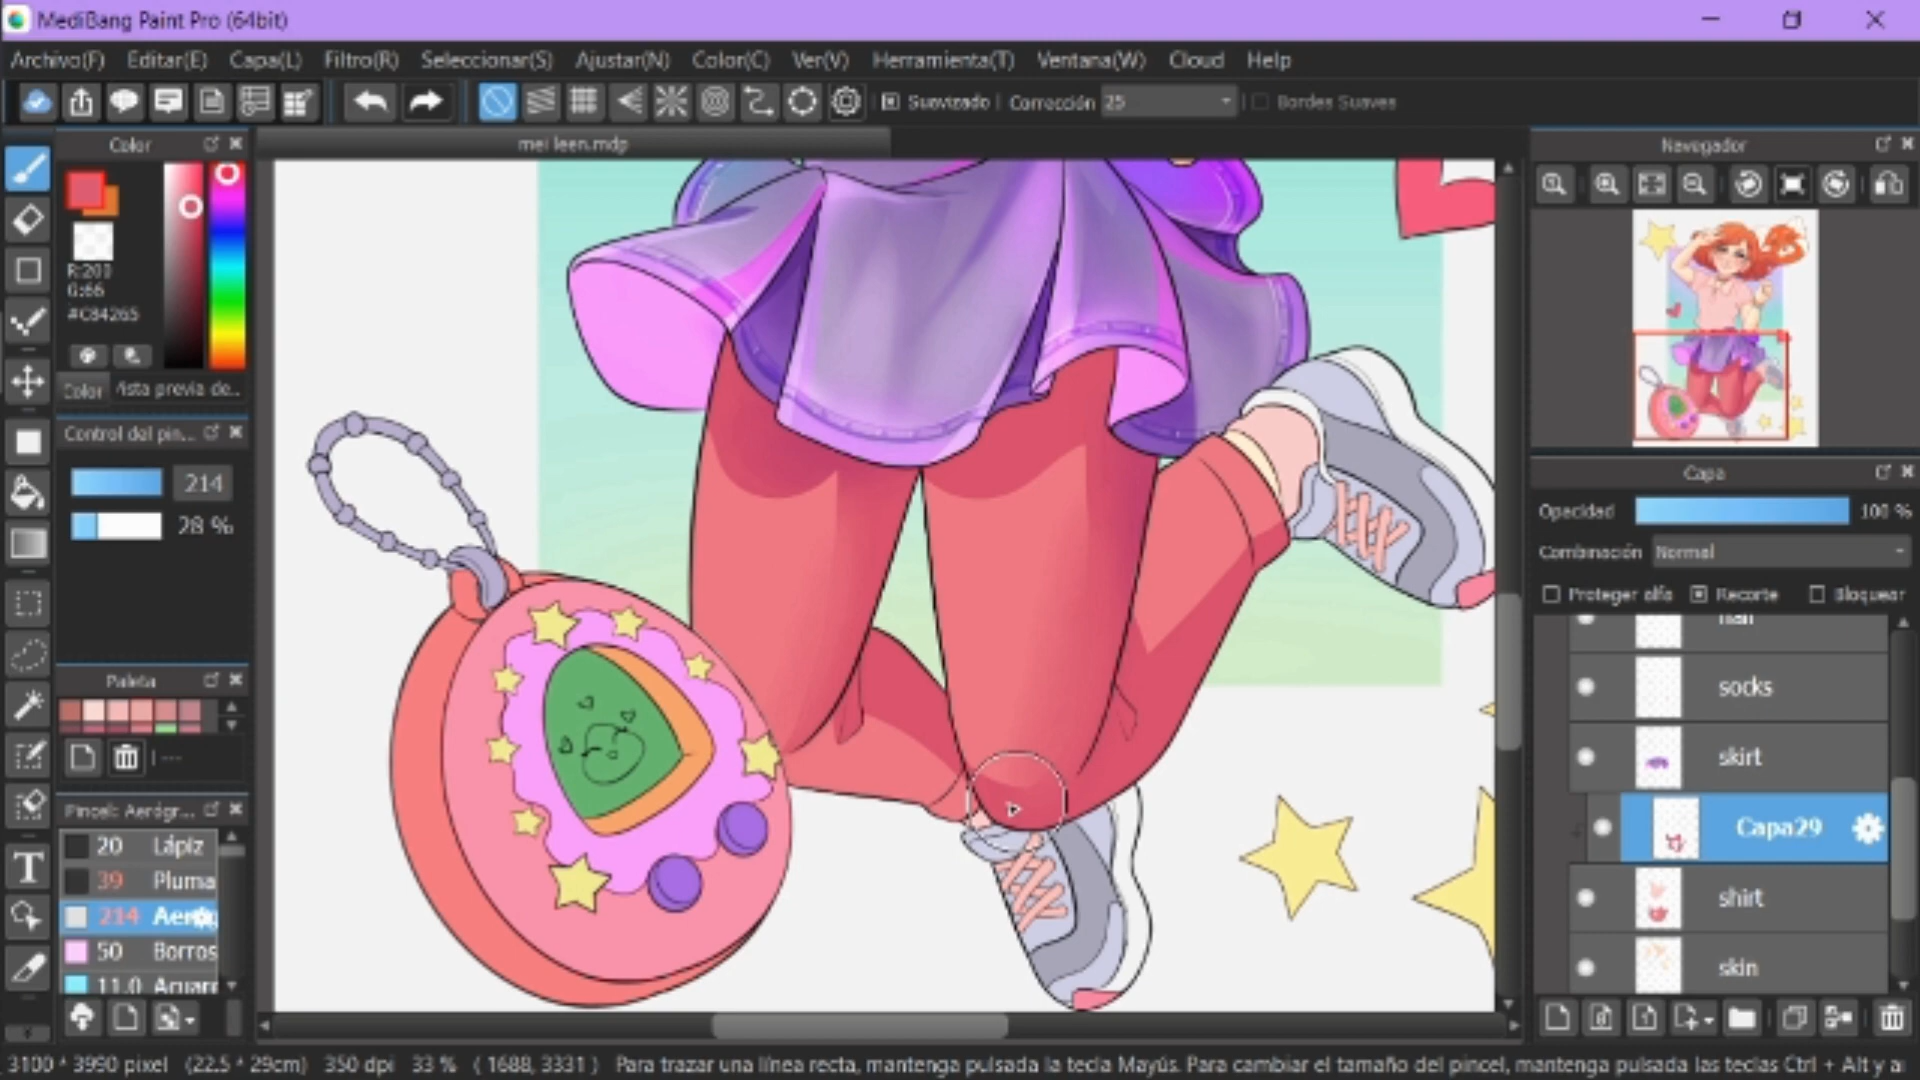 MediBang Paint Pro (64bit)
Archivo(F) Editar(E) Capa(L) Filtro(R) Seleccionar(S) Ajustar(N) Color(C) Ver(V) Herramienta(T) Ventana(W) Cloud Help
Suavizado Corrección 25 Bordes Suaves
Color
mei leen.mdp
Navegador
R:200
G:66
#C84265
Color Vista previa de...
Control del pin...
214
28 %
Capa
Opacidad 100 %
Combinación Normal
Proteger alfa Recorte Bloquear
hair
socks
skirt
Capa29
shirt
skin
Paleta
---
Pincel: Aerógr...
20 Lápiz
39 Pluma
214
50 Borros
11.0 Acuar
T
3100 * 3990 pixel (22.5 * 29cm) 350 dpi 33 % ( 1688, 3331 ) Para trazar una línea recta, mantenga pulsada la tecla Mayús. Para cambiar el tamaño del pincel, mantenga pulsada las teclas Ctrl + Alt y a